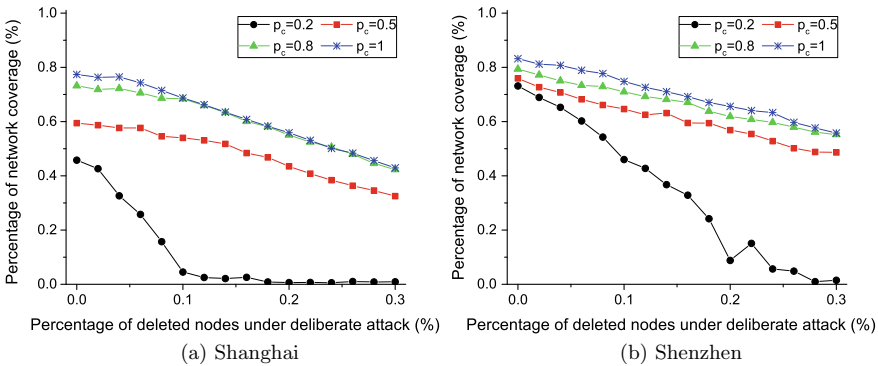 1.0
0.8
0.6
0.4
0.2
0.0
0.0
0.1
0.2
0.3
Percentage of network coverage (%)
p_c=0.2
p_c=0.5
p_c=0.8
p_c=1
Percentage of deleted nodes under deliberate attack (%)
(a) Shanghai
1.0
0.8
0.6
0.4
0.2
0.0
0.0
0.1
0.2
0.3
Percentage of network coverage (%)
p_c=0.2
p_c=0.5
p_c=0.8
p_c=1
Percentage of deleted nodes under deliberate attack (%)
(b) Shenzhen